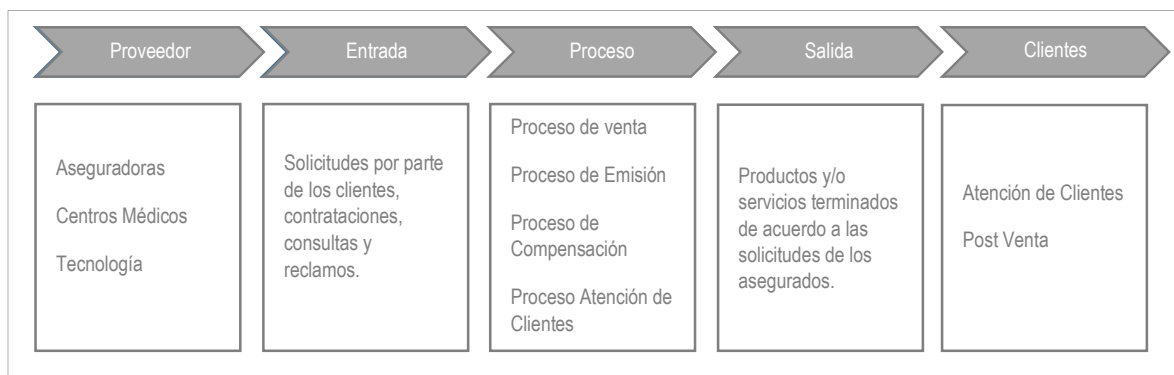 Proveedor
Entrada
Proceso
Salida
Clientes
Aseguradoras
Centros Médicos
Tecnología
Solicitudes por parte
de los clientes,
contrataciones,
consultas y
reclamos.
Proceso de venta
Proceso de Emisión
Proceso de
Compensación
Proceso Atención de
Clientes
Productos y/o
servicios terminados
de acuerdo a las
solicitudes de los
asegurados.
Atención de Clientes
Post Venta